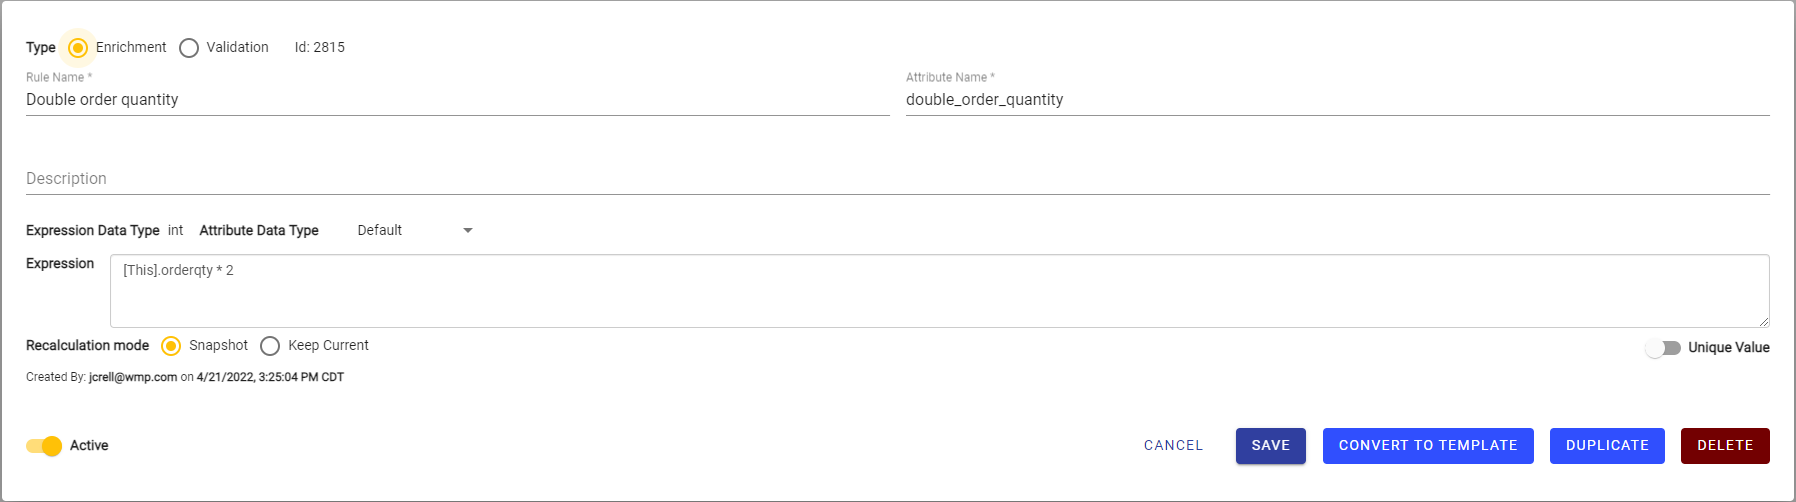 Type Enrichment Validation Id: 2815
Rule Name * Attribute Name *
Double order quantity double_order_quantity
Description
Expression Data Type int Attribute Data Type Default
Expression [This].orderqty * 2
Recalculation mode Snapshot Keep Current Unique Value
Created By: jcrell@wmp.com on 4/21/2022, 3:25:04 PM CDT
Active CANCEL SAVE CONVERT TO TEMPLATE DUPLICATE DELETE